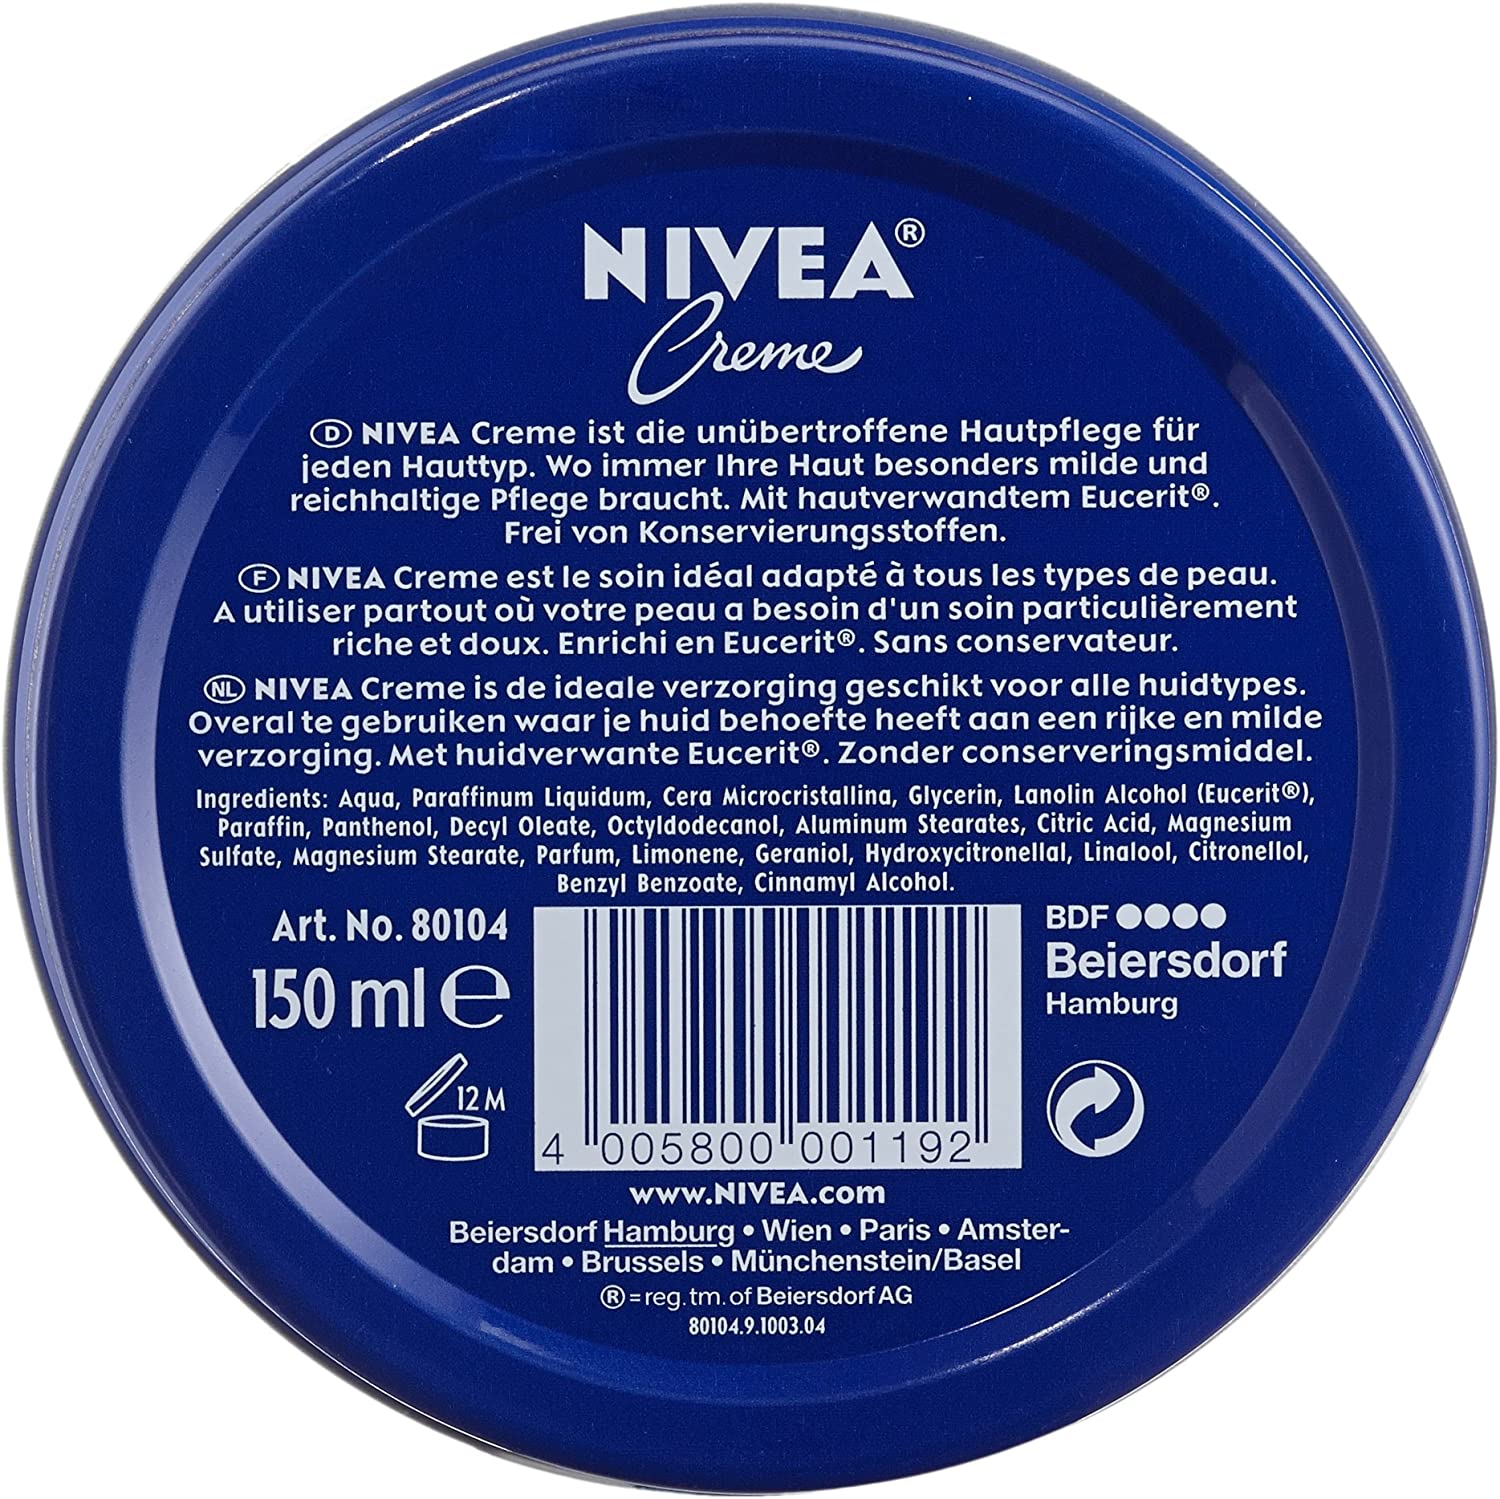 NIVEA®
Creme
D NIVEA Creme ist die unübertroffene Hautpflege für
jeden Hauttyp. Wo immer Ihre Haut besonders milde und
reichhaltige Pflege braucht. Mit hautverwandtem Eucerit®.
Frei von Konservierungsstoffen.
F NIVEA Creme est le soin idéal adapté à tous les types de peau.
A utiliser partout où votre peau a besoin d'un soin particulièrement
riche et doux. Enrichi en Eucerit®. Sans conservateur.
NL NIVEA Creme is de ideale verzorging geschikt voor alle huidtypes.
Overal te gebruiken waar je huid behoefte heeft aan een rijke en milde
verzorging. Met huidverwante Eucerit®. Zonder conserveringsmiddel.
Ingredients: Aqua, Paraffinum Liquidum, Cera Microcristallina, Glycerin, Lanolin Alcohol (Eucerit®),
Paraffin, Panthenol, Decyl Oleate, Octyldodecanol, Aluminum Stearates, Citric Acid, Magnesium
Sulfate, Magnesium Stearate, Parfum, Limonene, Geraniol, Hydroxycitronellal, Linalool, Citronellol,
Benzyl Benzoate, Cinnamyl Alcohol.
Art. No. 80104
150 ml e
12 M
4 005800 001192
BDF ●●●●
Beiersdorf
Hamburg
www.NIVEA.com
Beiersdorf Hamburg • Wien • Paris • Amster-
dam • Brussels • Münchenstein/Basel
® = reg. tm. of Beiersdorf AG
80104.9.1003.04